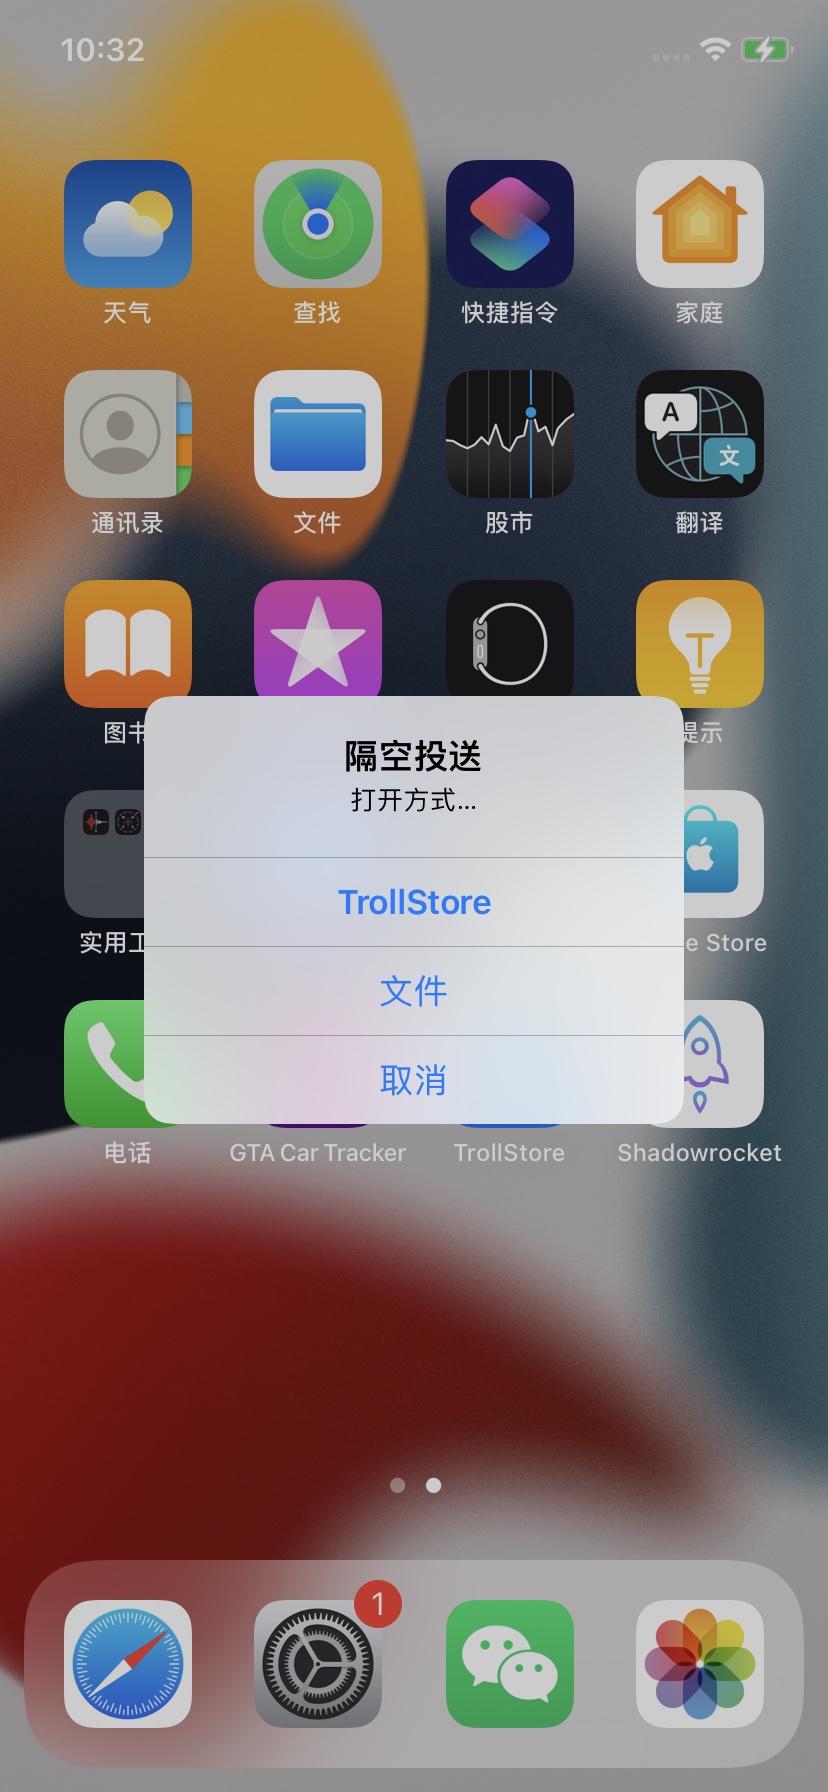 10:32
天气
查找
快捷指令
家庭
A
文
通讯录
文件
股市
翻译
图书
提示
隔空投送
打开方式...
TrollStore
文件
取消
实用工
e Store
电话
GTA Car Tracker
TrollStore
Shadowrocket
1